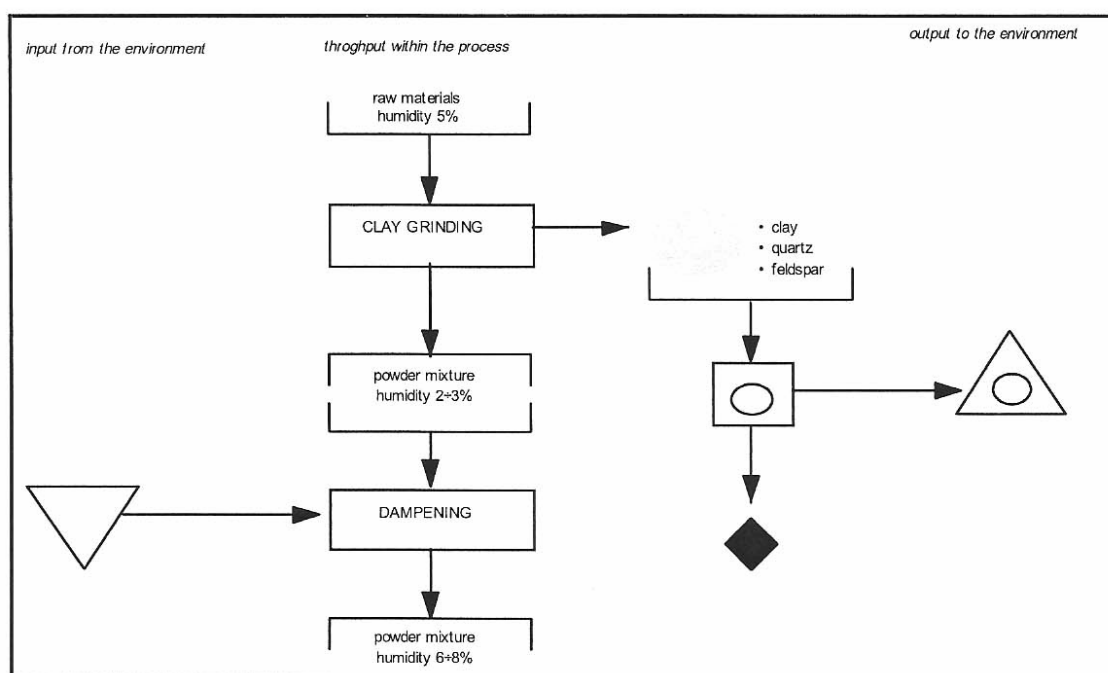 input from the environment
throghput within the process
output to the environment
raw materials
humidity 5%
CLAY GRINDING
• clay
• quartz
• feldspar
powder mixture
humidity 2÷3%
DAMPENING
powder mixture
humidity 6÷8%